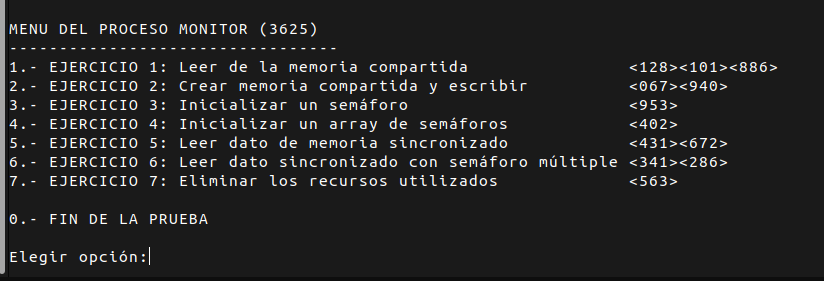 MENU DEL PROCESO MONITOR (3625)
---------------------------------
1.- EJERCICIO 1: Leer de la memoria compartida <128><101><886>
2.- EJERCICIO 2: Crear memoria compartida y escribir <067><940>
3.- EJERCICIO 3: Inicializar un semáforo <953>
4.- EJERCICIO 4: Inicializar un array de semáforos <402>
5.- EJERCICIO 5: Leer dato de memoria sincronizado <431><672>
6.- EJERCICIO 6: Leer dato sincronizado con semáforo múltiple <341><286>
7.- EJERCICIO 7: Eliminar los recursos utilizados <563>
0.- FIN DE LA PRUEBA
Elegir opción: